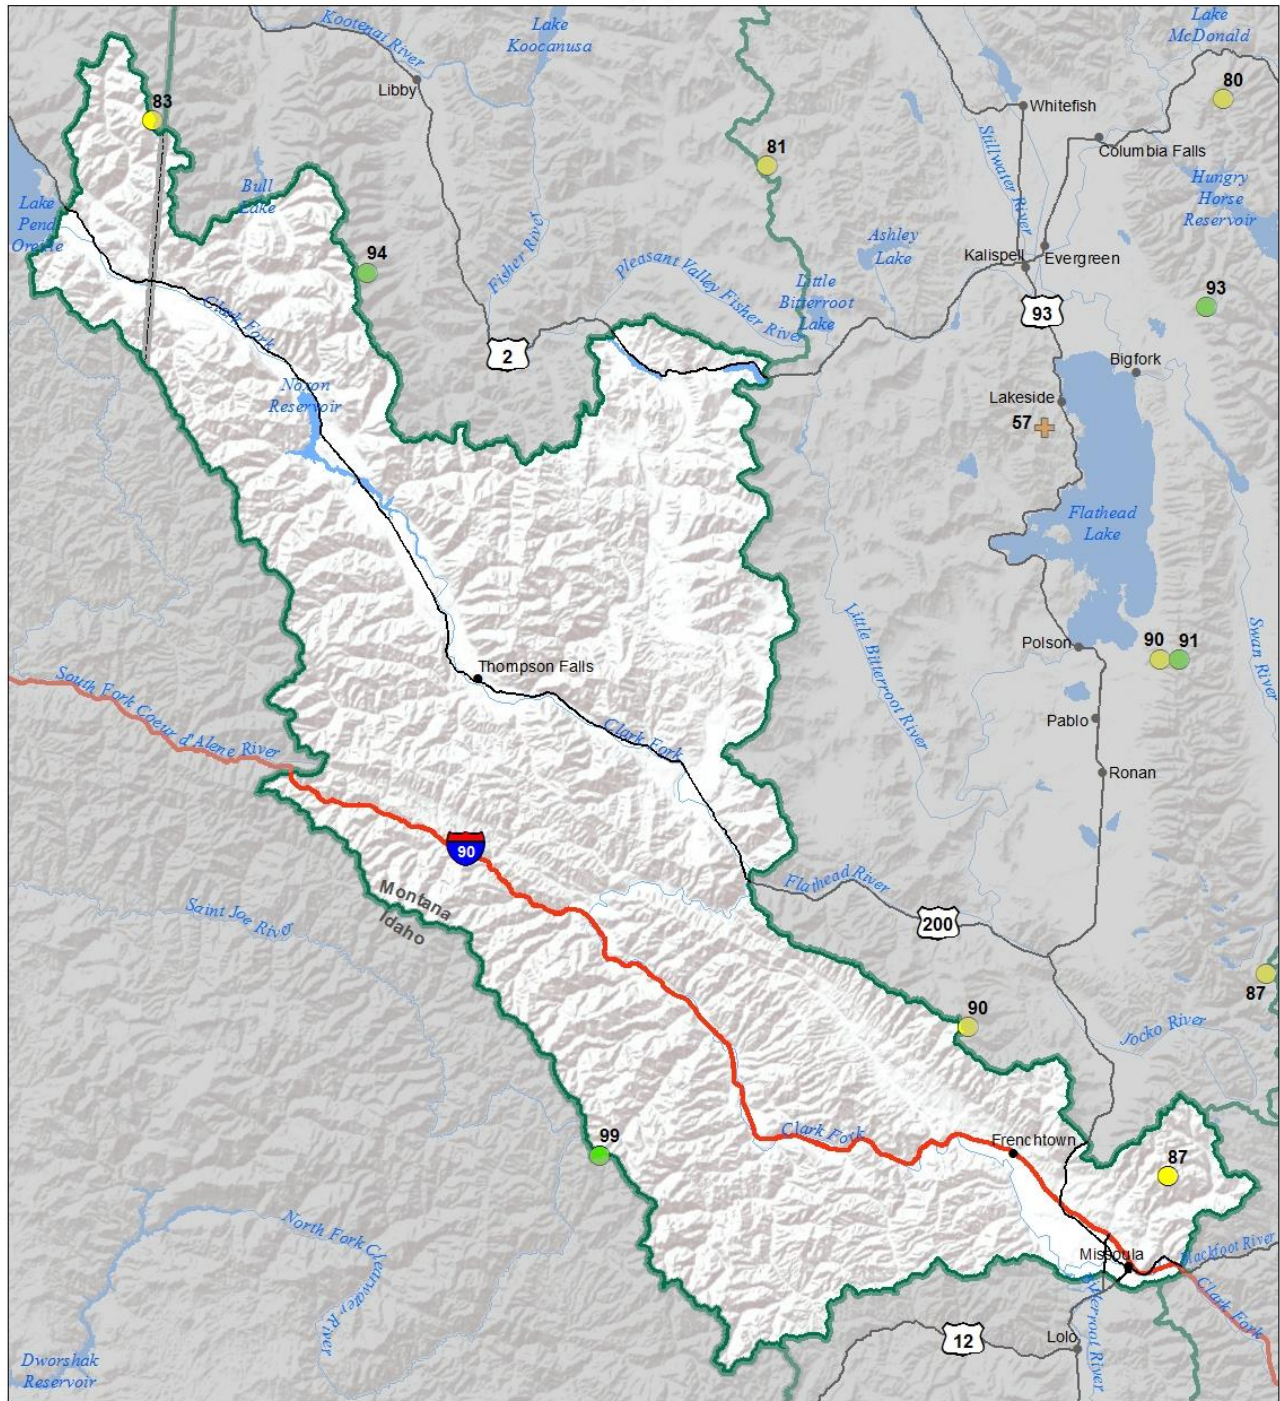 Kootenai River
Lake
Koocanusa
Lake
McDonald
Libby
83
80
Whitefish
Stillwater River
Columbia Falls
81
Bull
Lake
Hungry
Horse
Reservoir
Lake
Pend
Oreille
94
Fisher River
Pleasant Valley Fisher River
Ashley
Lake
Kalispell
Evergreen
Little
Bitterroot
Lake
93
93
Clark Fork
2
Bigfork
Noxon
Reservoir
Lakeside
57
Flathead
Lake
Little Bitterroot River
Swan River
Polson
90
91
Thompson Falls
South Fork Coeur d'Alene River
Clark Fork
Pablo
Ronan
90
Montana
Idaho
Flathead River
Saint Joe River
200
87
90
Jocko River
99
Clark Fork
Frenchtown
87
North Fork Clearwater River
Missoula
Blackfoot River
Bitterroot River
Clark Fork
12
Lolo
Dworshak
Reservoir